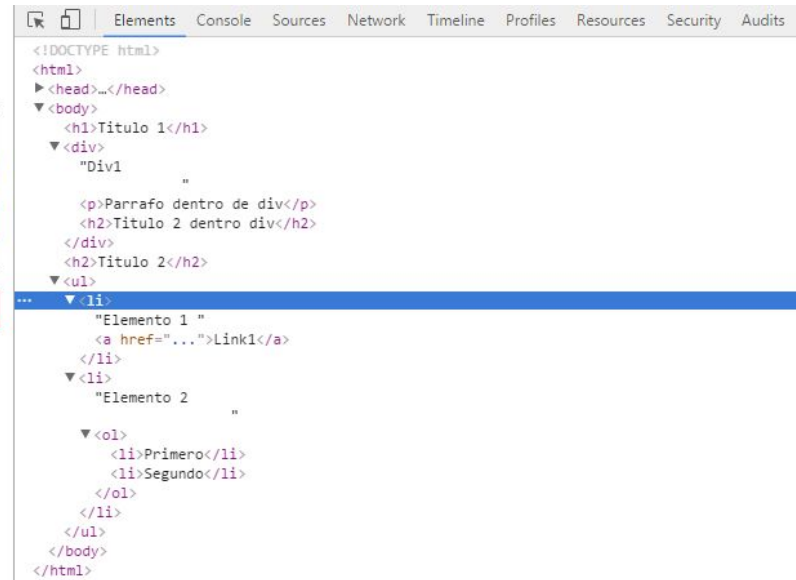 Elements Console Sources Network Timeline Profiles Resources Security Audits
<!DOCTYPE html>
<html>
<head>…</head>
<body>
<h1>Titulo 1</h1>
<div>
"Div1
"
<p>Parrafo dentro de div</p>
<h2>Titulo 2 dentro div</h2>
</div>
<h2>Titulo 2</h2>
<ul>
... <li>
"Elemento 1 "
<a href="...">Link1</a>
</li>
<li>
"Elemento 2
"
<ol>
<li>Primero</li>
<li>Segundo</li>
</ol>
</li>
</ul>
</body>
</html>